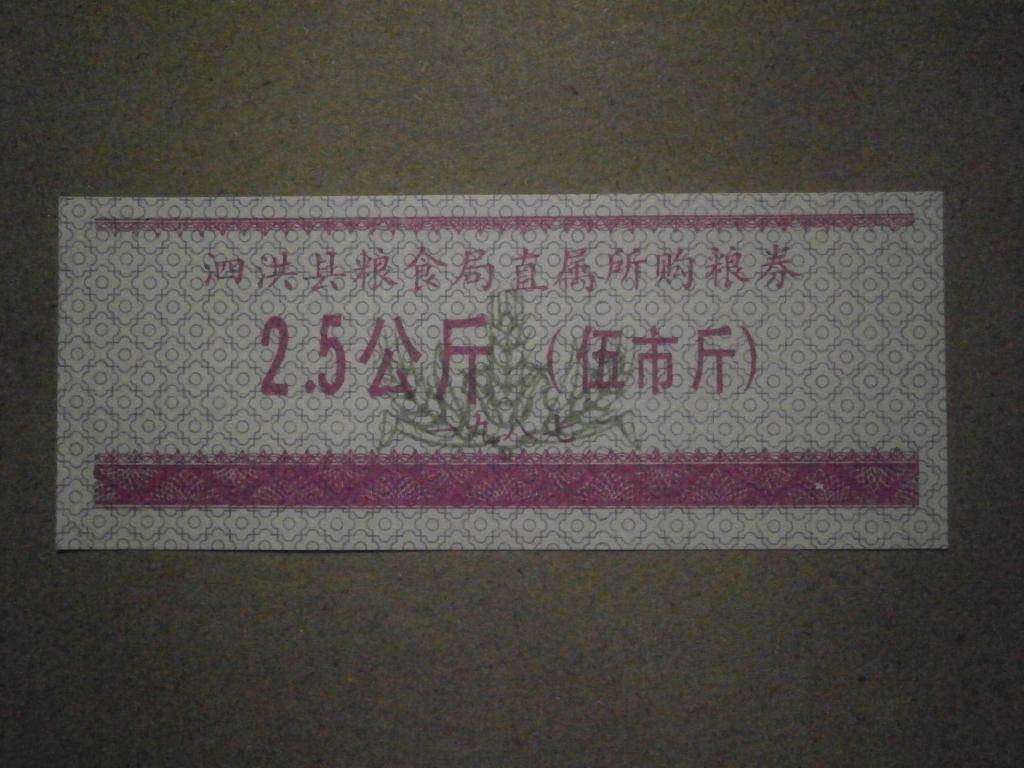 泗洪县粮食局直属所购粮券
2.5公斤（伍市斤）
一九八七